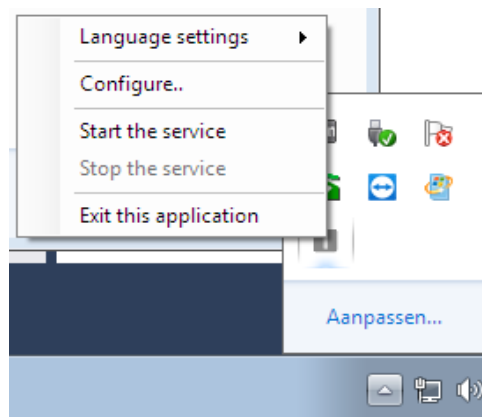 Language settings
Configure..
Start the service
Stop the service
Exit this application
Aanpassen...